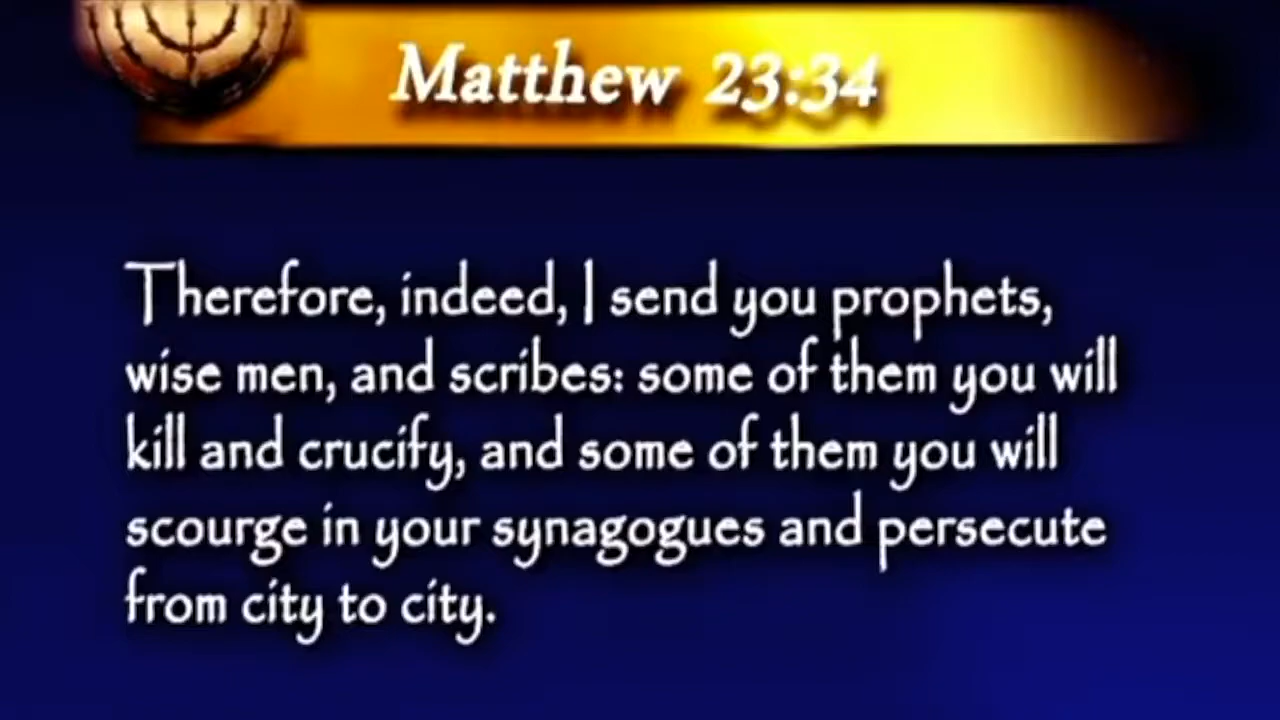 Matthew 23:34
Therefore, indeed, I send you prophets,
wise men, and scribes: some of them you will
kill and crucify, and some of them you will
scourge in your synagogues and persecute
from city to city.